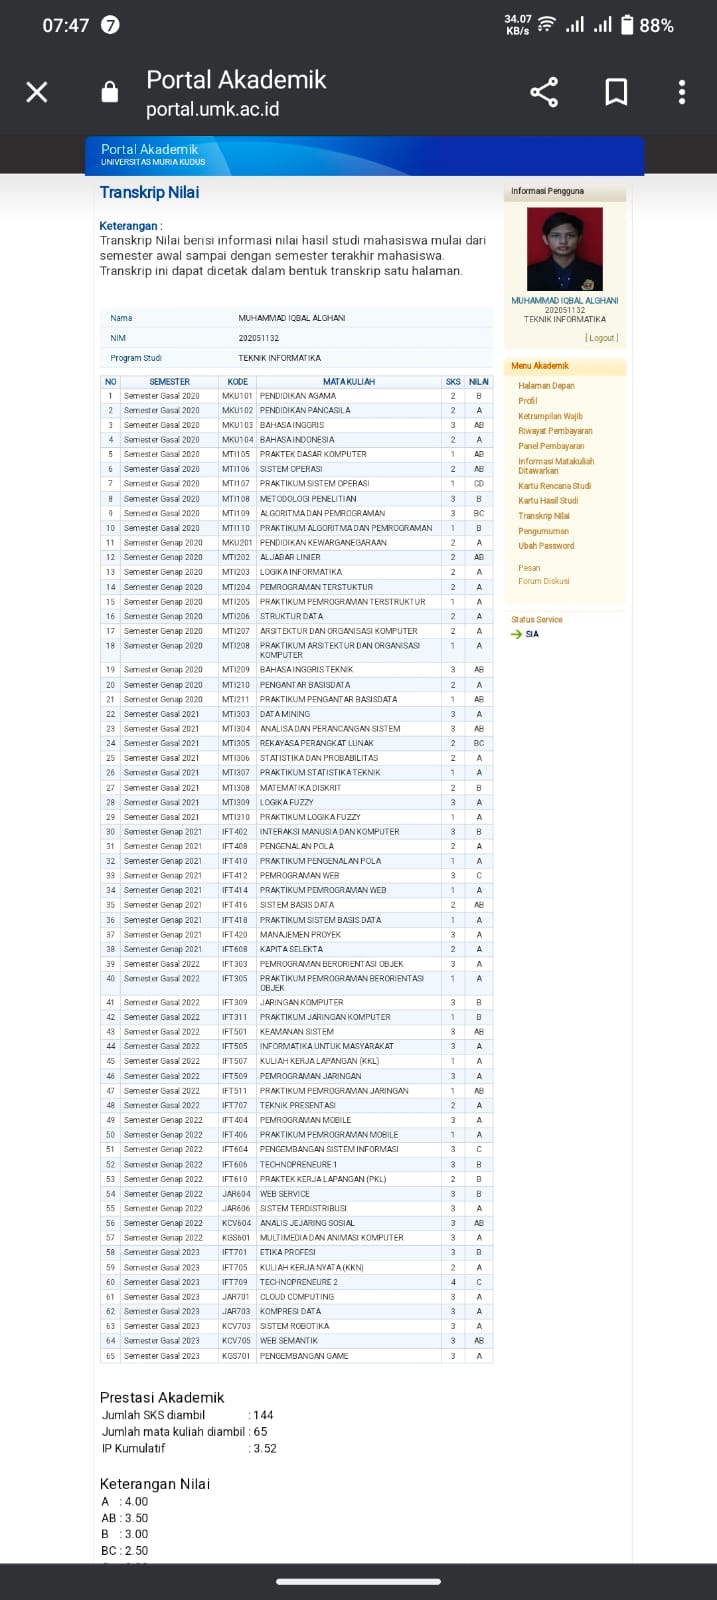 07:47 7 34.07 KB/s 88%
Portal Akademik
portal.umk.ac.id
Portal Akademik
UNIVERSITAS MURIA KUDUS
Transkrip Nilai
Keterangan :
Transkrip Nilai berisi informasi nilai hasil studi mahasiswa mulai dari
semester awal sampai dengan semester terakhir mahasiswa.
Transkrip ini dapat dicetak dalam bentuk transkrip satu halaman.
Nama MUHAMMAD IQBAL ALGHANI
NIM 202051132
Program Studi TEKNIK INFORMATIKA
NO SEMESTER KODE MATA KULIAH SKS NILAI
1 Semester Gasal 2020 MKU101 PENDIDIKAN AGAMA 2 B
2 Semester Gasal 2020 MKU102 PENDIDIKAN PANCASILA 2 A
3 Semester Gasal 2020 MKU103 BAHASA INGGRIS 3 AB
4 Semester Gasal 2020 MKU104 BAHASA INDONESIA 2 A
5 Semester Gasal 2020 MTI105 PRAKTEK DASAR KOMPUTER 1 AB
6 Semester Gasal 2020 MTI106 SISTEM OPERASI 2 AB
7 Semester Gasal 2020 MTI107 PRAKTIKUM SISTEM OPERASI 1 CD
8 Semester Gasal 2020 MTI108 METODOLOGI PENELITIAN 3 B
9 Semester Gasal 2020 MTI109 ALGORITMA DAN PEMROGRAMAN 3 BC
10 Semester Gasal 2020 MTI110 PRAKTIKUM ALGORITMA DAN PEMROGRAMAN 1 B
11 Semester Genap 2020 MKU201 PENDIDIKAN KEWARGANEGARAAN 2 A
12 Semester Genap 2020 MTI202 ALJABAR LINIER 2 AB
13 Semester Genap 2020 MTI203 LOGIKA INFORMATIKA 2 A
14 Semester Genap 2020 MTI204 PEMROGRAMAN TERSTUKTUR 2 A
15 Semester Genap 2020 MTI205 PRAKTIKUM PEMROGRAMAN TERSTRUKTUR 1 A
16 Semester Genap 2020 MTI206 STRUKTUR DATA 2 A
17 Semester Genap 2020 MTI207 ARSITEKTUR DAN ORGANISASI KOMPUTER 2 A
18 Semester Genap 2020 MTI208 PRAKTIKUM ARSITEKTUR DAN ORGANISASI 1 A
KOMPUTER
19 Semester Genap 2020 MTI209 BAHASA INGGRIS TEKNIK 3 AB
20 Semester Genap 2020 MTI210 PENGANTAR BASISDATA 2 A
21 Semester Genap 2020 MTI211 PRAKTIKUM PENGANTAR BASISDATA 1 AB
22 Semester Gasal 2021 MTI303 DATA MINING 3 A
23 Semester Gasal 2021 MTI304 ANALISA DAN PERANCANGAN SISTEM 3 AB
24 Semester Gasal 2021 MTI305 REKAYASA PERANGKAT LUNAK 2 BC
25 Semester Gasal 2021 MTI306 STATISTIKA DAN PROBABILITAS 2 A
26 Semester Gasal 2021 MTI307 PRAKTIKUM STATISTIKA TEKNIK 1 A
27 Semester Gasal 2021 MTI308 MATEMATIKA DISKRIT 2 B
28 Semester Gasal 2021 MTI309 LOGIKA FUZZY 3 A
29 Semester Gasal 2021 MTI310 PRAKTIKUM LOGIKA FUZZY 1 A
30 Semester Genap 2021 IFT402 INTERAKSI MANUSIA DAN KOMPUTER 3 B
31 Semester Genap 2021 IFT408 PENGENALAN POLA 2 A
32 Semester Genap 2021 IFT410 PRAKTIKUM PENGENALAN POLA 1 A
33 Semester Genap 2021 IFT412 PEMROGRAMAN WEB 3 C
34 Semester Genap 2021 IFT414 PRAKTIKUM PEMROGRAMAN WEB 1 A
35 Semester Genap 2021 IFT416 SISTEM BASIS DATA 2 AB
36 Semester Genap 2021 IFT418 PRAKTIKUM SISTEM BASIS DATA 1 A
37 Semester Genap 2021 IFT420 MANAJEMEN PROYEK 3 A
38 Semester Genap 2021 IFT608 KAPITA SELEKTA 2 A
39 Semester Gasal 2022 IFT303 PEMROGRAMAN BERORIENTASI OBJEK 3 A
40 Semester Gasal 2022 IFT305 PRAKTIKUM PEMROGRAMAN BERORIENTASI 1 A
OBJEK
41 Semester Gasal 2022 IFT309 JARINGAN KOMPUTER 3 B
42 Semester Gasal 2022 IFT311 PRAKTIKUM JARINGAN KOMPUTER 1 B
43 Semester Gasal 2022 IFT501 KEAMANAN SISTEM 3 AB
44 Semester Gasal 2022 IFT505 INFORMATIKA UNTUK MASYARAKAT 3 A
45 Semester Gasal 2022 IFT507 KULIAH KERJA LAPANGAN (KKL) 1 A
46 Semester Gasal 2022 IFT509 PEMROGRAMAN JARINGAN 3 A
47 Semester Gasal 2022 IFT511 PRAKTIKUM PEMROGRAMAN JARINGAN 1 AB
48 Semester Gasal 2022 IFT707 TEKNIK PRESENTASI 2 A
49 Semester Genap 2022 IFT404 PEMROGRAMAN MOBILE 3 A
50 Semester Genap 2022 IFT406 PRAKTIKUM PEMROGRAMAN MOBILE 1 A
51 Semester Genap 2022 IFT604 PENGEMBANGAN SISTEM INFORMASI 3 C
52 Semester Genap 2022 IFT606 TECHNOPRENEURE 1 3 B
53 Semester Genap 2022 IFT610 PRAKTEK KERJA LAPANGAN (PKL) 2 B
54 Semester Genap 2022 JAR604 WEB SERVICE 3 B
55 Semester Genap 2022 JAR606 SISTEM TERDISTRIBUSI 3 A
56 Semester Genap 2022 KCV604 ANALIS JEJARING SOSIAL 3 AB
57 Semester Genap 2022 KGS601 MULTIMEDIA DAN ANIMASI KOMPUTER 3 A
58 Semester Gasal 2023 IFT701 ETIKA PROFESI 3 B
59 Semester Gasal 2023 IFT705 KULIAH KERJA NYATA (KKN) 2 A
60 Semester Gasal 2023 IFT709 TECHNOPRENEURE 2 4 C
61 Semester Gasal 2023 JAR701 CLOUD COMPUTING 3 A
62 Semester Gasal 2023 JAR703 KOMPRESI DATA 3 A
63 Semester Gasal 2023 KCV703 SISTEM ROBOTIKA 3 A
64 Semester Gasal 2023 KCV705 WEB SEMANTIK 3 AB
65 Semester Gasal 2023 KGS701 PENGEMBANGAN GAME 3 A
Prestasi Akademik
Jumlah SKS diambil : 144
Jumlah mata kuliah diambil : 65
IP Kumulatif : 3.52
Keterangan Nilai
A : 4.00
AB : 3.50
B : 3.00
BC : 2.50
Informasi Pengguna
MUHAMMAD IQBAL ALGHANI
202051132
TEKNIK INFORMATIKA
[ Logout ]
Menu Akademik
Halaman Depan
Profil
Ketrampilan Wajib
Riwayat Pembayaran
Panel Pembayaran
Informasi Matakuliah
Ditawarkan
Kartu Rencana Studi
Kartu Hasil Studi
Transkrip Nilai
Pengumuman
Ubah Password
Pesan
Forum Diskusi
Status Service
SIA